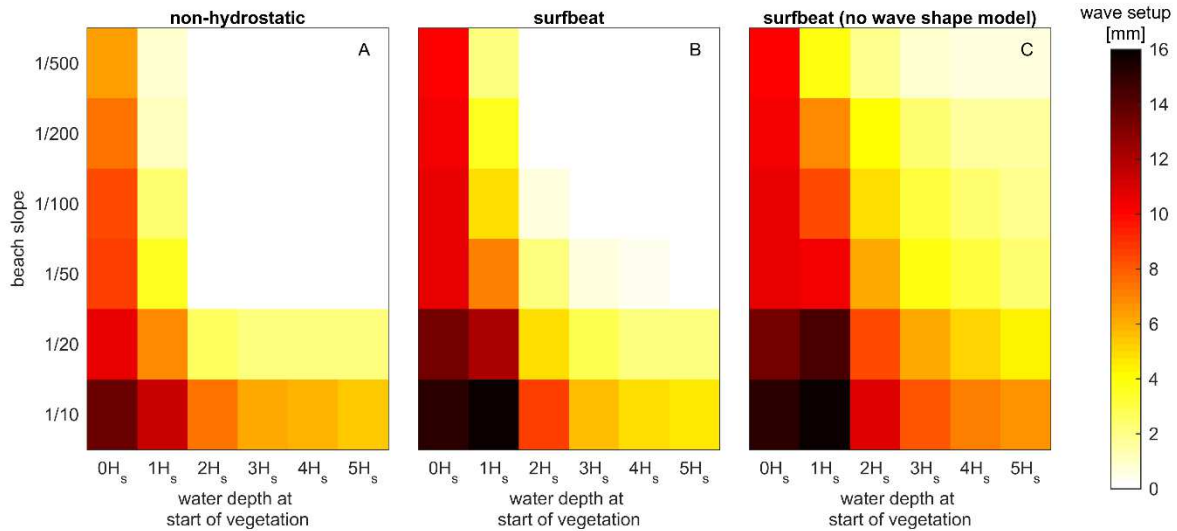 non-hydrostatic
surfbeat
surfbeat (no wave shape model)
wave setup
[mm]
A
B
C
beach slope
1/500
1/200
1/100
1/50
1/20
1/10
0Hs 1Hs 2Hs 3Hs 4Hs 5Hs
water depth at
start of vegetation
0Hs 1Hs 2Hs 3Hs 4Hs 5Hs
water depth at
start of vegetation
0Hs 1Hs 2Hs 3Hs 4Hs 5Hs
water depth at
start of vegetation
16
14
12
10
8
6
4
2
0